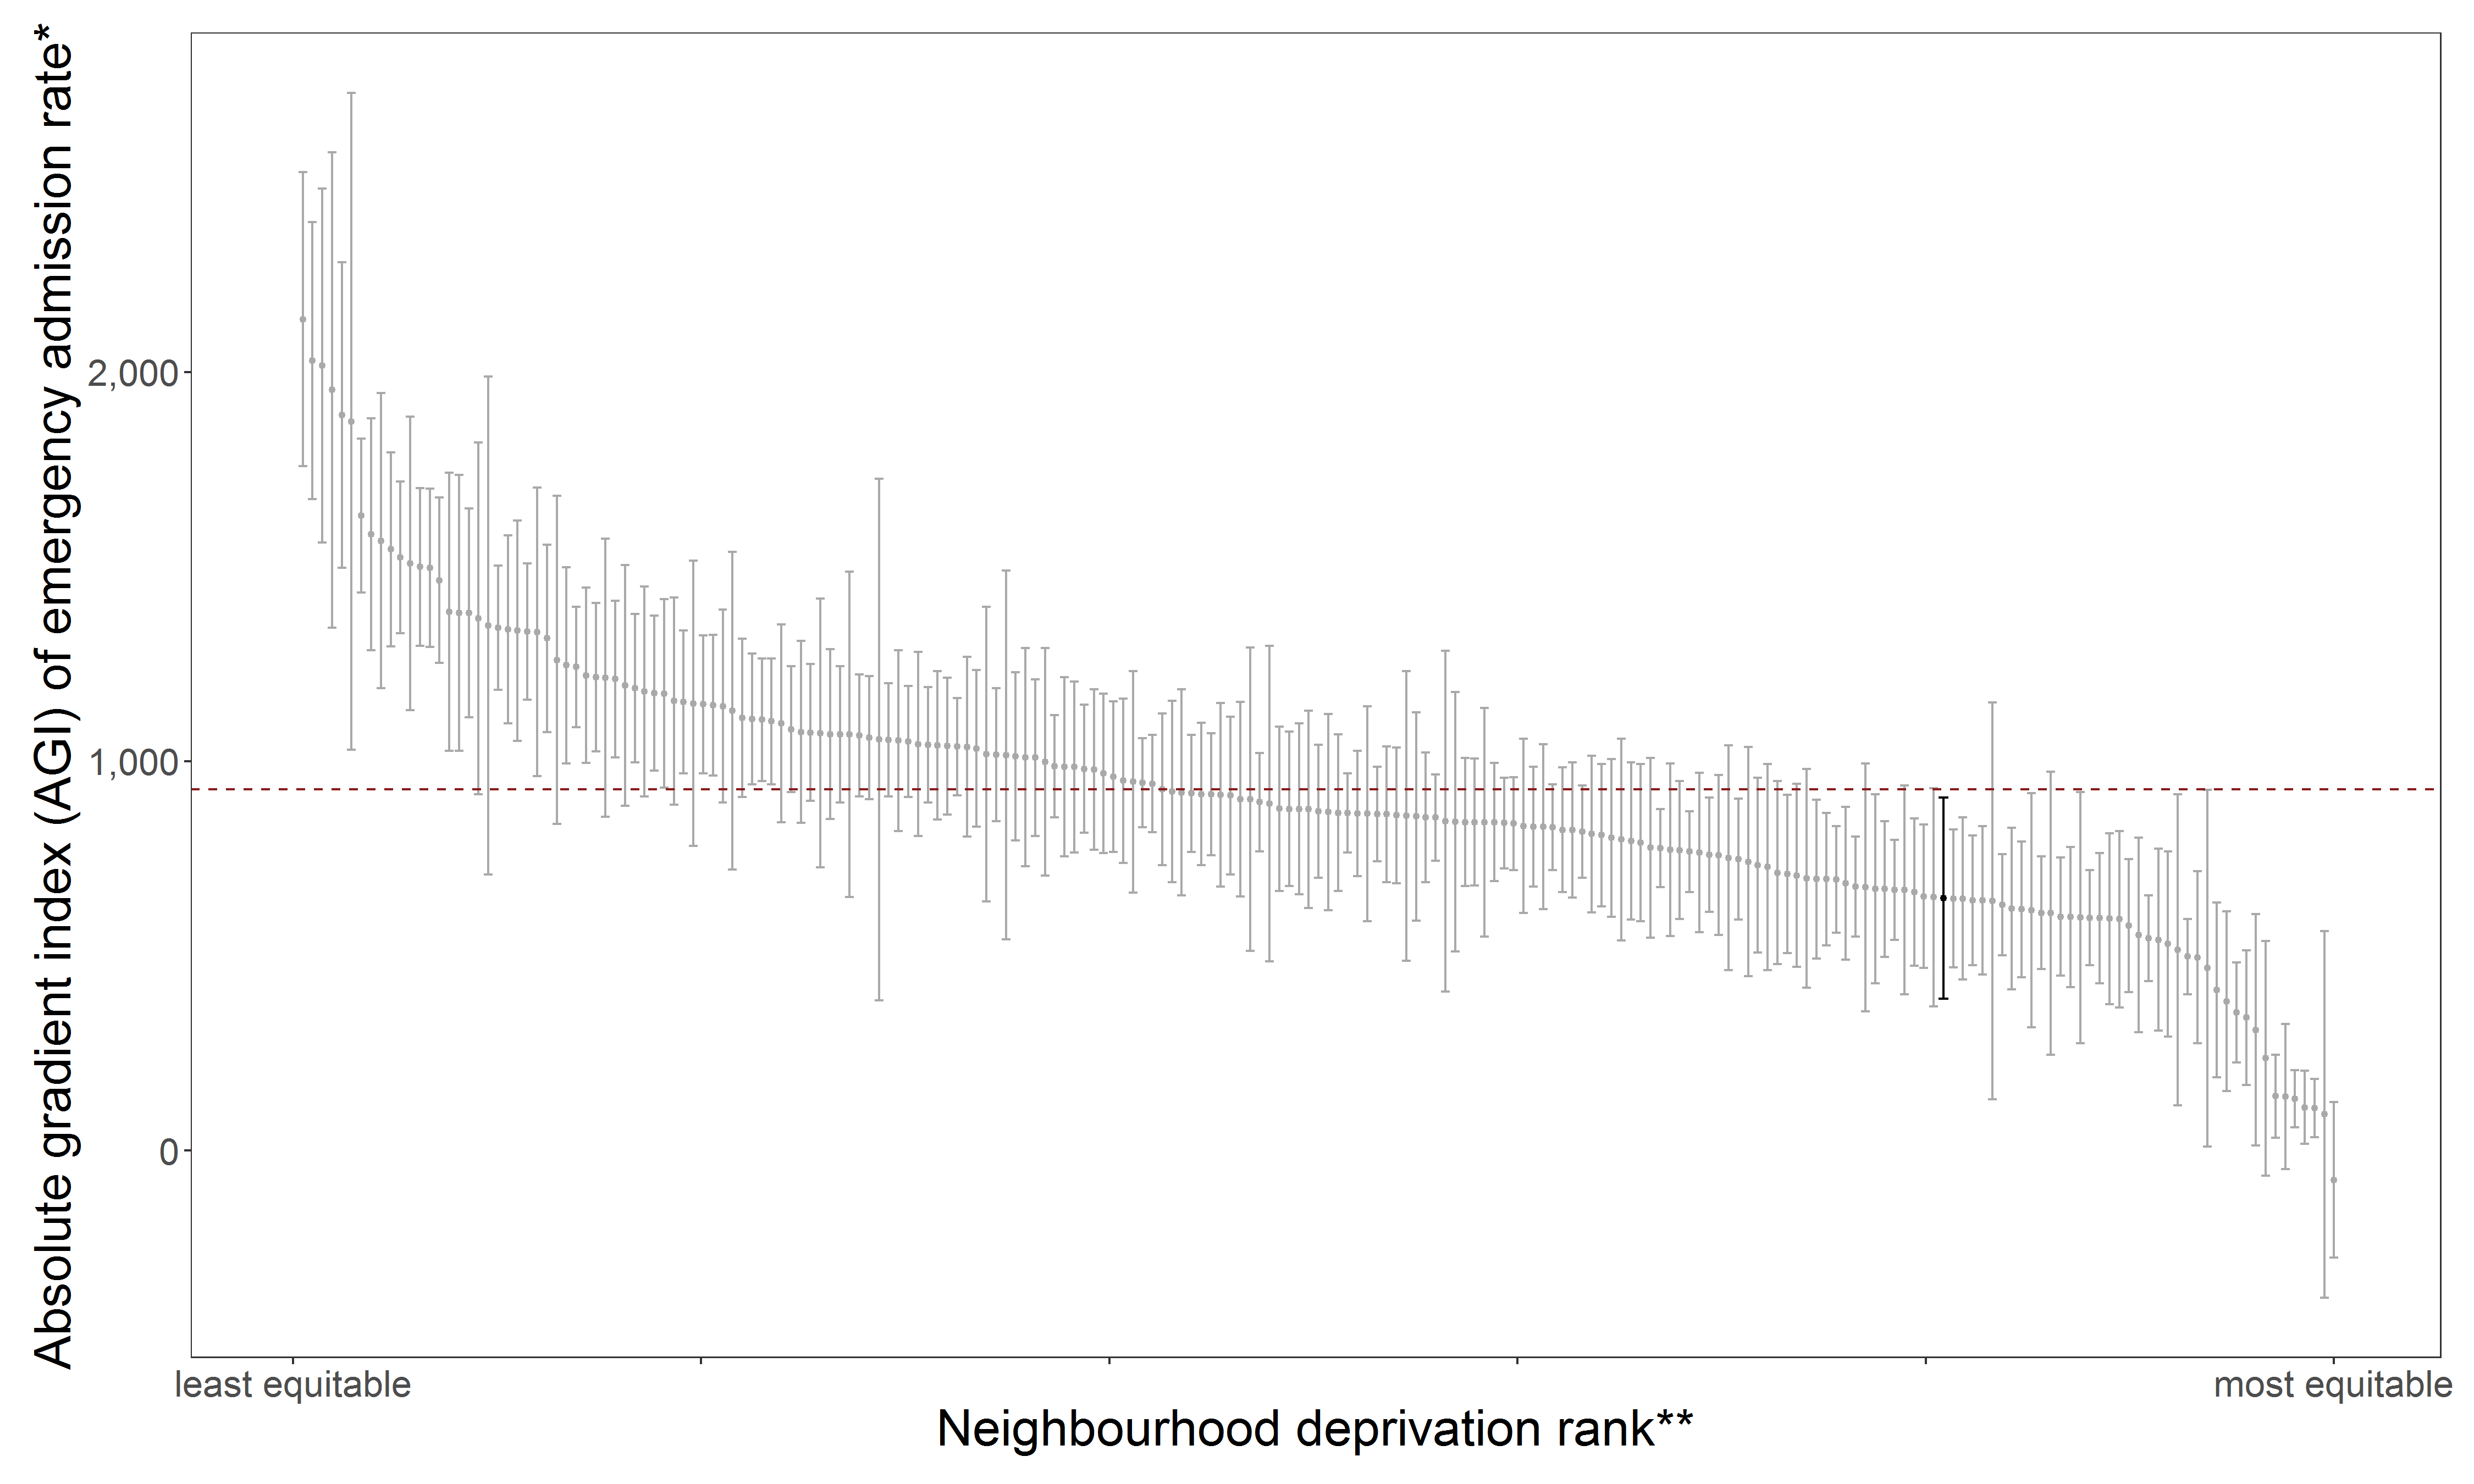 Absolute gradient index (AGI) of emergency admission rate*
2,000
1,000
0
least equitable
most equitable
Neighbourhood deprivation rank**